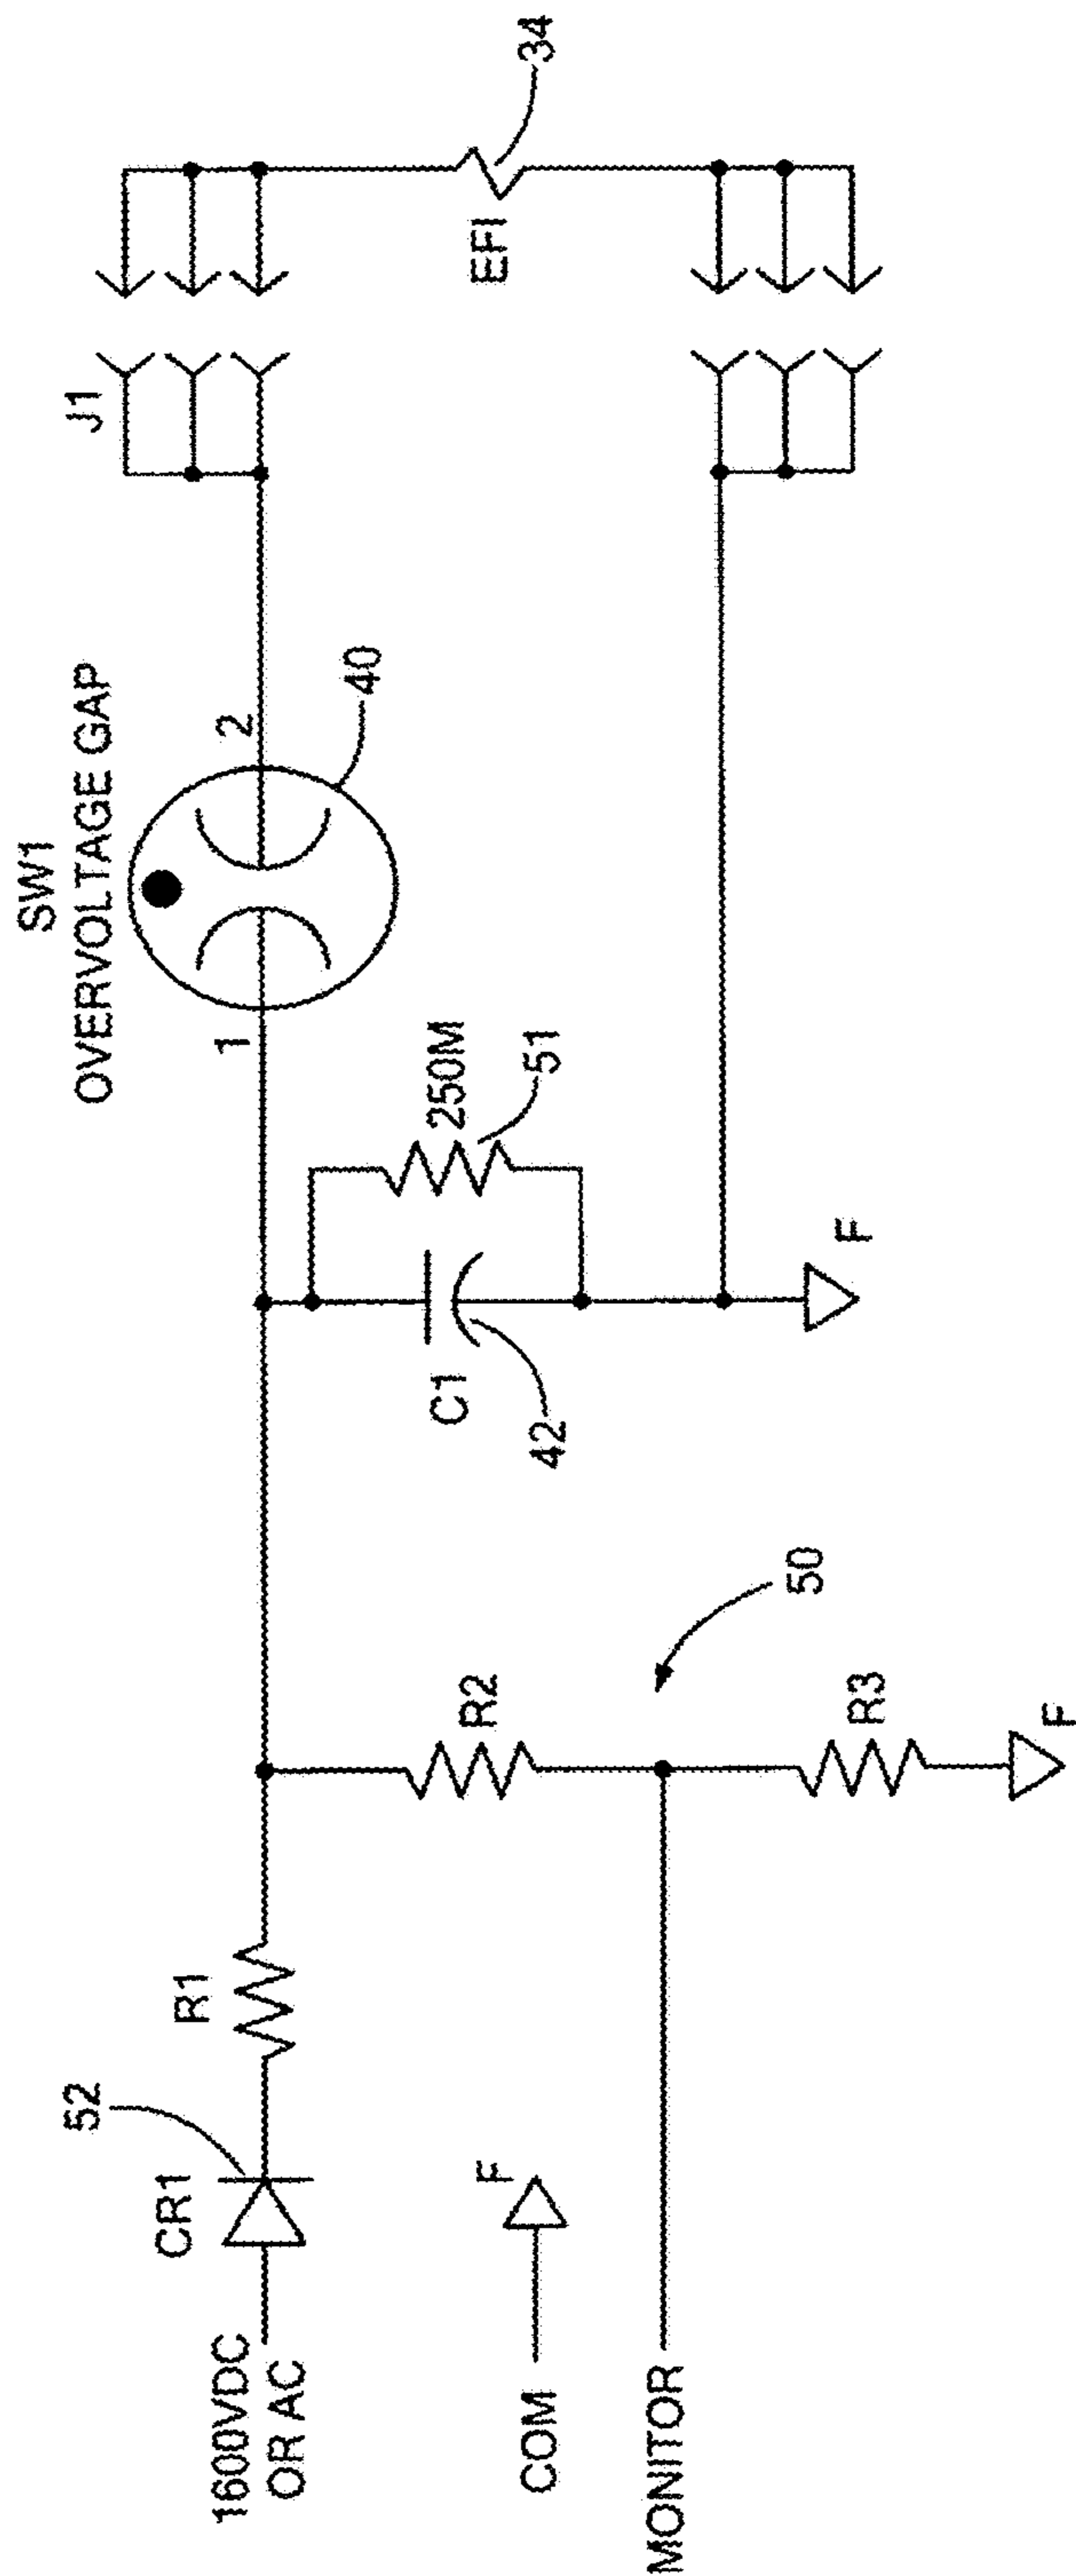 SW1
OVERVOLTAGE GAP
1
2
40
J1
EFI
34
250M
51
C1
42
F
52
CR1
R1
R2
50
R3
F
1600VDC
OR AC
COM
F
MONITOR